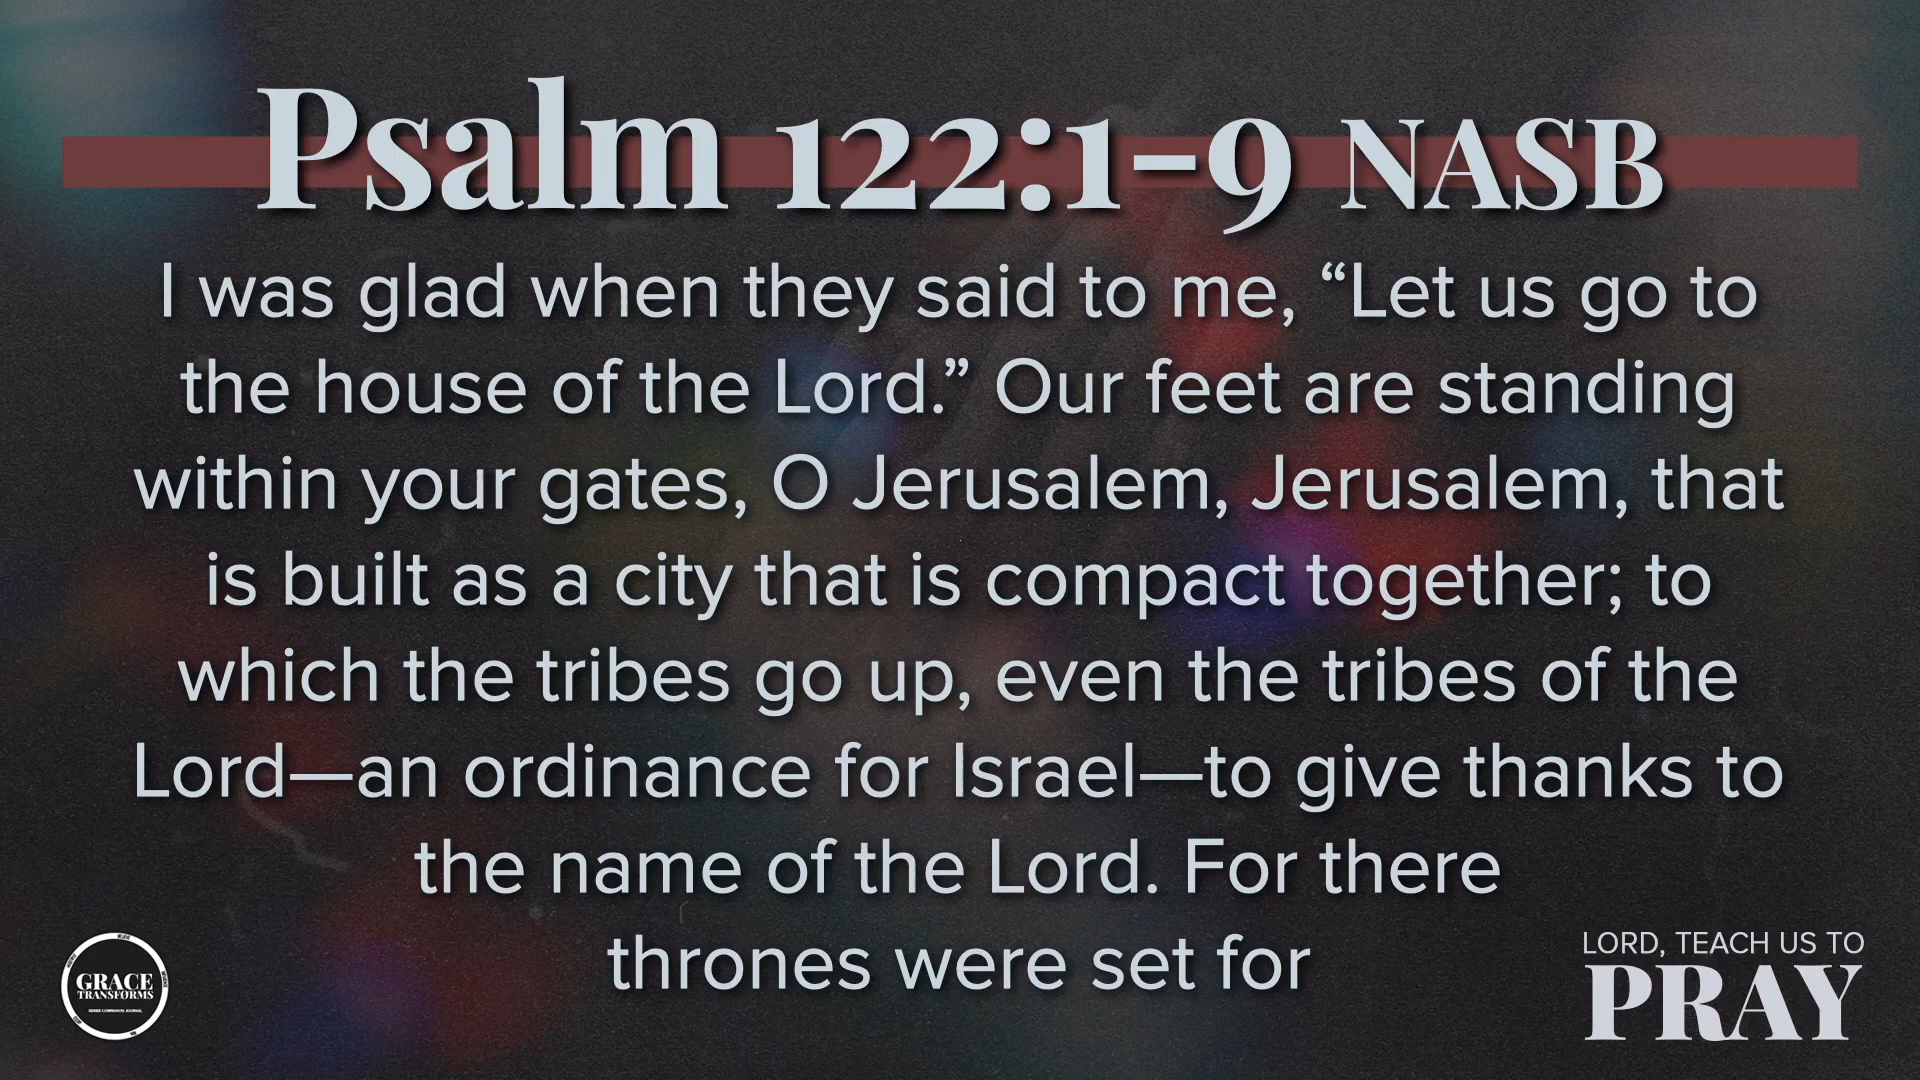 Psalm 122:1-9 NASB
I was glad when they said to me, “Let us go to
the house of the Lord.” Our feet are standing
within your gates, O Jerusalem, Jerusalem, that
is built as a city that is compact together; to
which the tribes go up, even the tribes of the
Lord—an ordinance for Israel—to give thanks to
the name of the Lord. For there
thrones were set for
GRACE
TRANSFORMS
SERIES COMPANION JOURNAL
LORD, TEACH US TO
PRAY